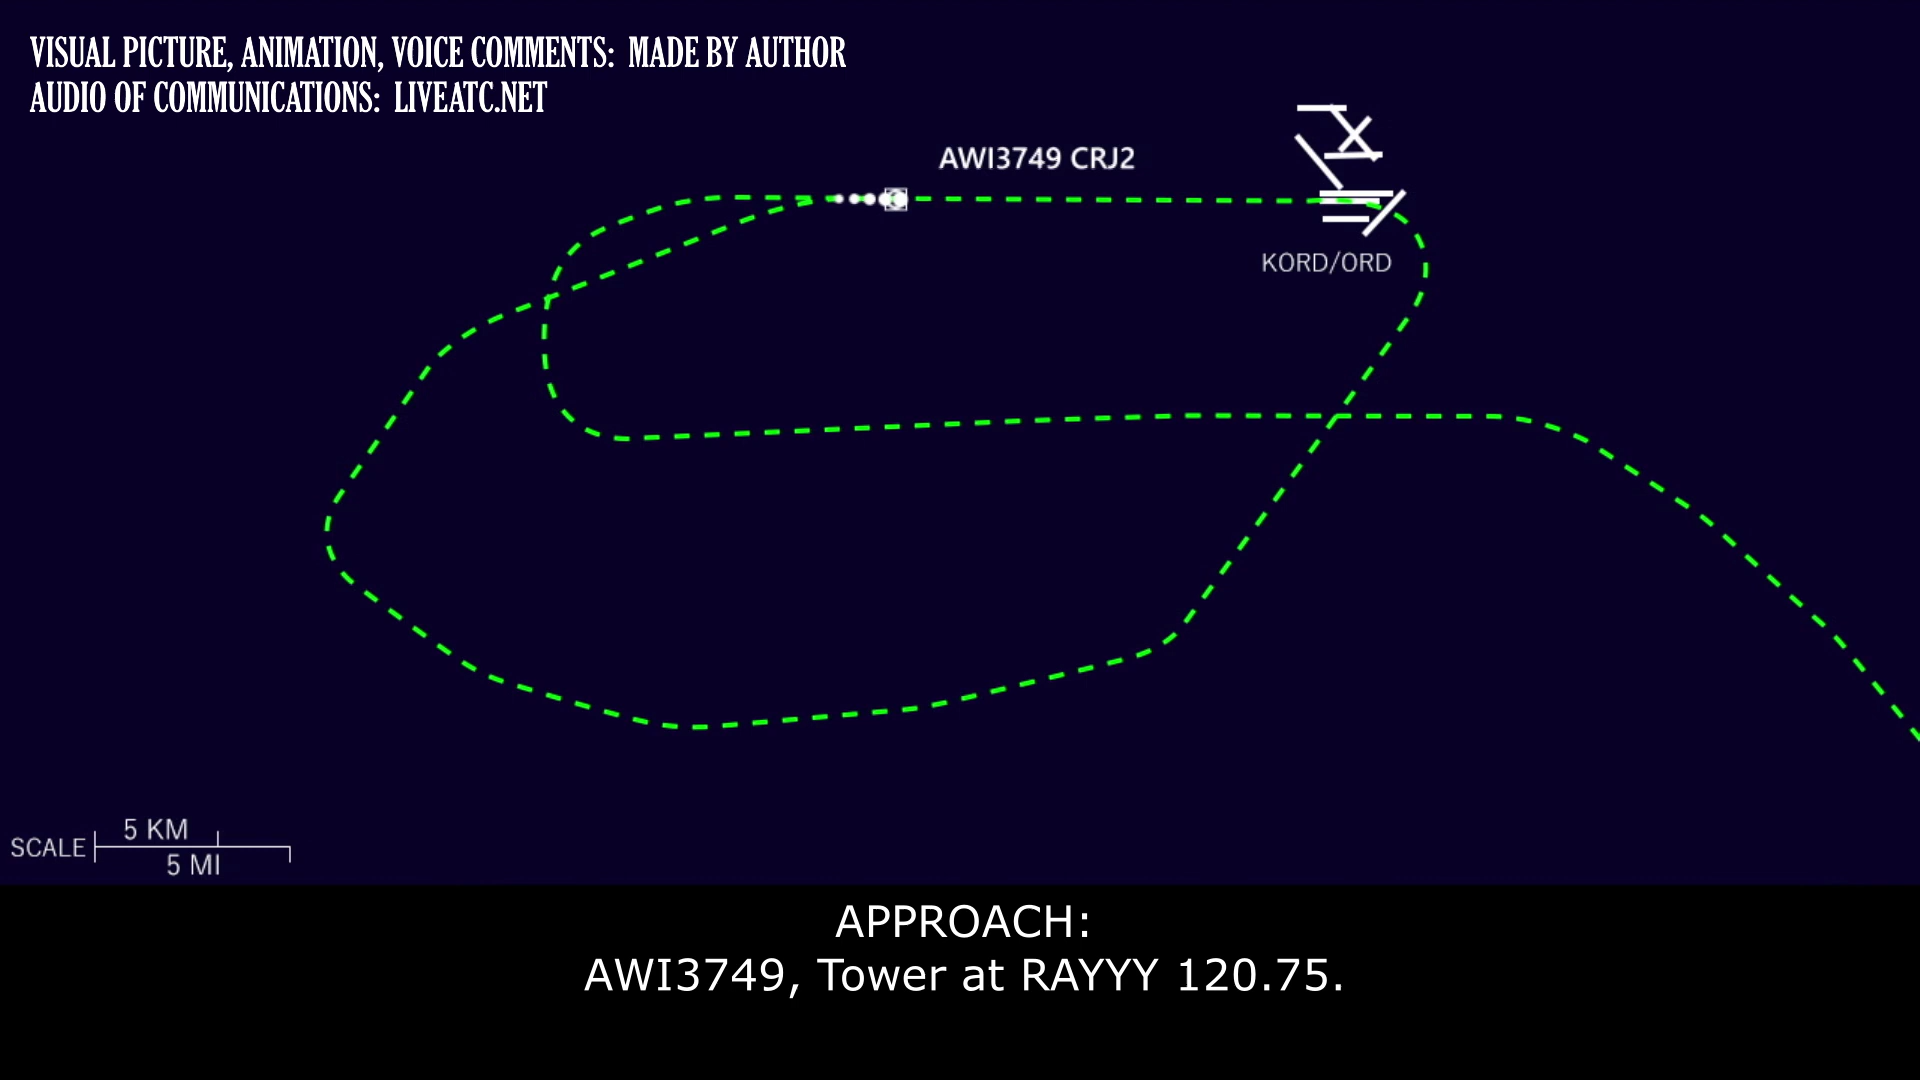 VISUAL PICTURE, ANIMATION, VOICE COMMENTS: MADE BY AUTHOR
AUDIO OF COMMUNICATIONS: LIVEATC.NET
AWI3749 CRJ2
KORD/ORD
5 KM
SCALE
5 MI
APPROACH:
AWI3749, Tower at RAYYY 120.75.